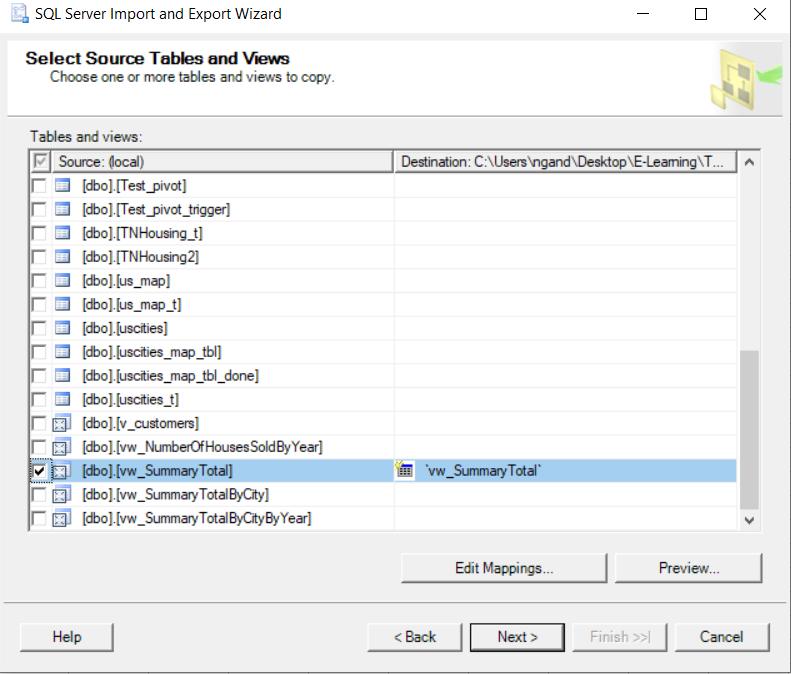 SQL Server Import and Export Wizard
Select Source Tables and Views
Choose one or more tables and views to copy.
Tables and views:
Source: (local) Destination: C:\Users\ngand\Desktop\E-Learning\T...
[dbo].[Test_pivot]
[dbo].[Test_pivot_trigger]
[dbo].[TNHousing_t]
[dbo].[TNHousing2]
[dbo].[us_map]
[dbo].[us_map_t]
[dbo].[uscities]
[dbo].[uscities_map_tbl]
[dbo].[uscities_map_tbl_done]
[dbo].[uscities_t]
[dbo].[v_customers]
[dbo].[vw_NumberOfHousesSoldByYear]
[dbo].[vw_SummaryTotal] `vw_SummaryTotal`
[dbo].[vw_SummaryTotalByCity]
[dbo].[vw_SummaryTotalByCityByYear]
Edit Mappings... Preview...
Help < Back Next > Finish >>| Cancel